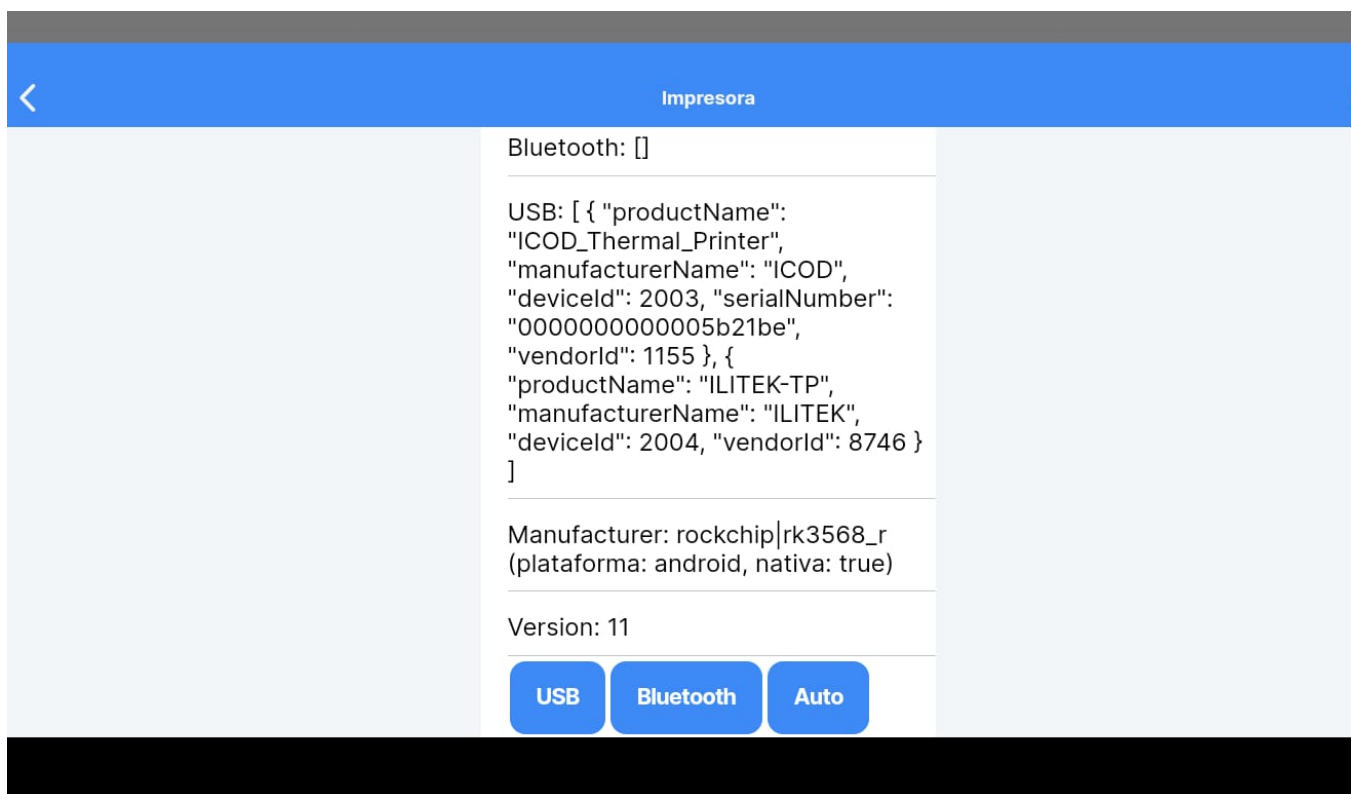 Impresora
Bluetooth: []
USB: [ { "productName":
"ICOD_Thermal_Printer",
"manufacturerName": "ICOD",
"deviceId": 2003, "serialNumber":
"0000000000005b21be",
"vendorId": 1155 }, {
"productName": "ILITEK-TP",
"manufacturerName": "ILITEK",
"deviceId": 2004, "vendorId": 8746 }
]
Manufacturer: rockchip|rk3568_r
(plataforma: android, nativa: true)
Version: 11
USB Bluetooth Auto